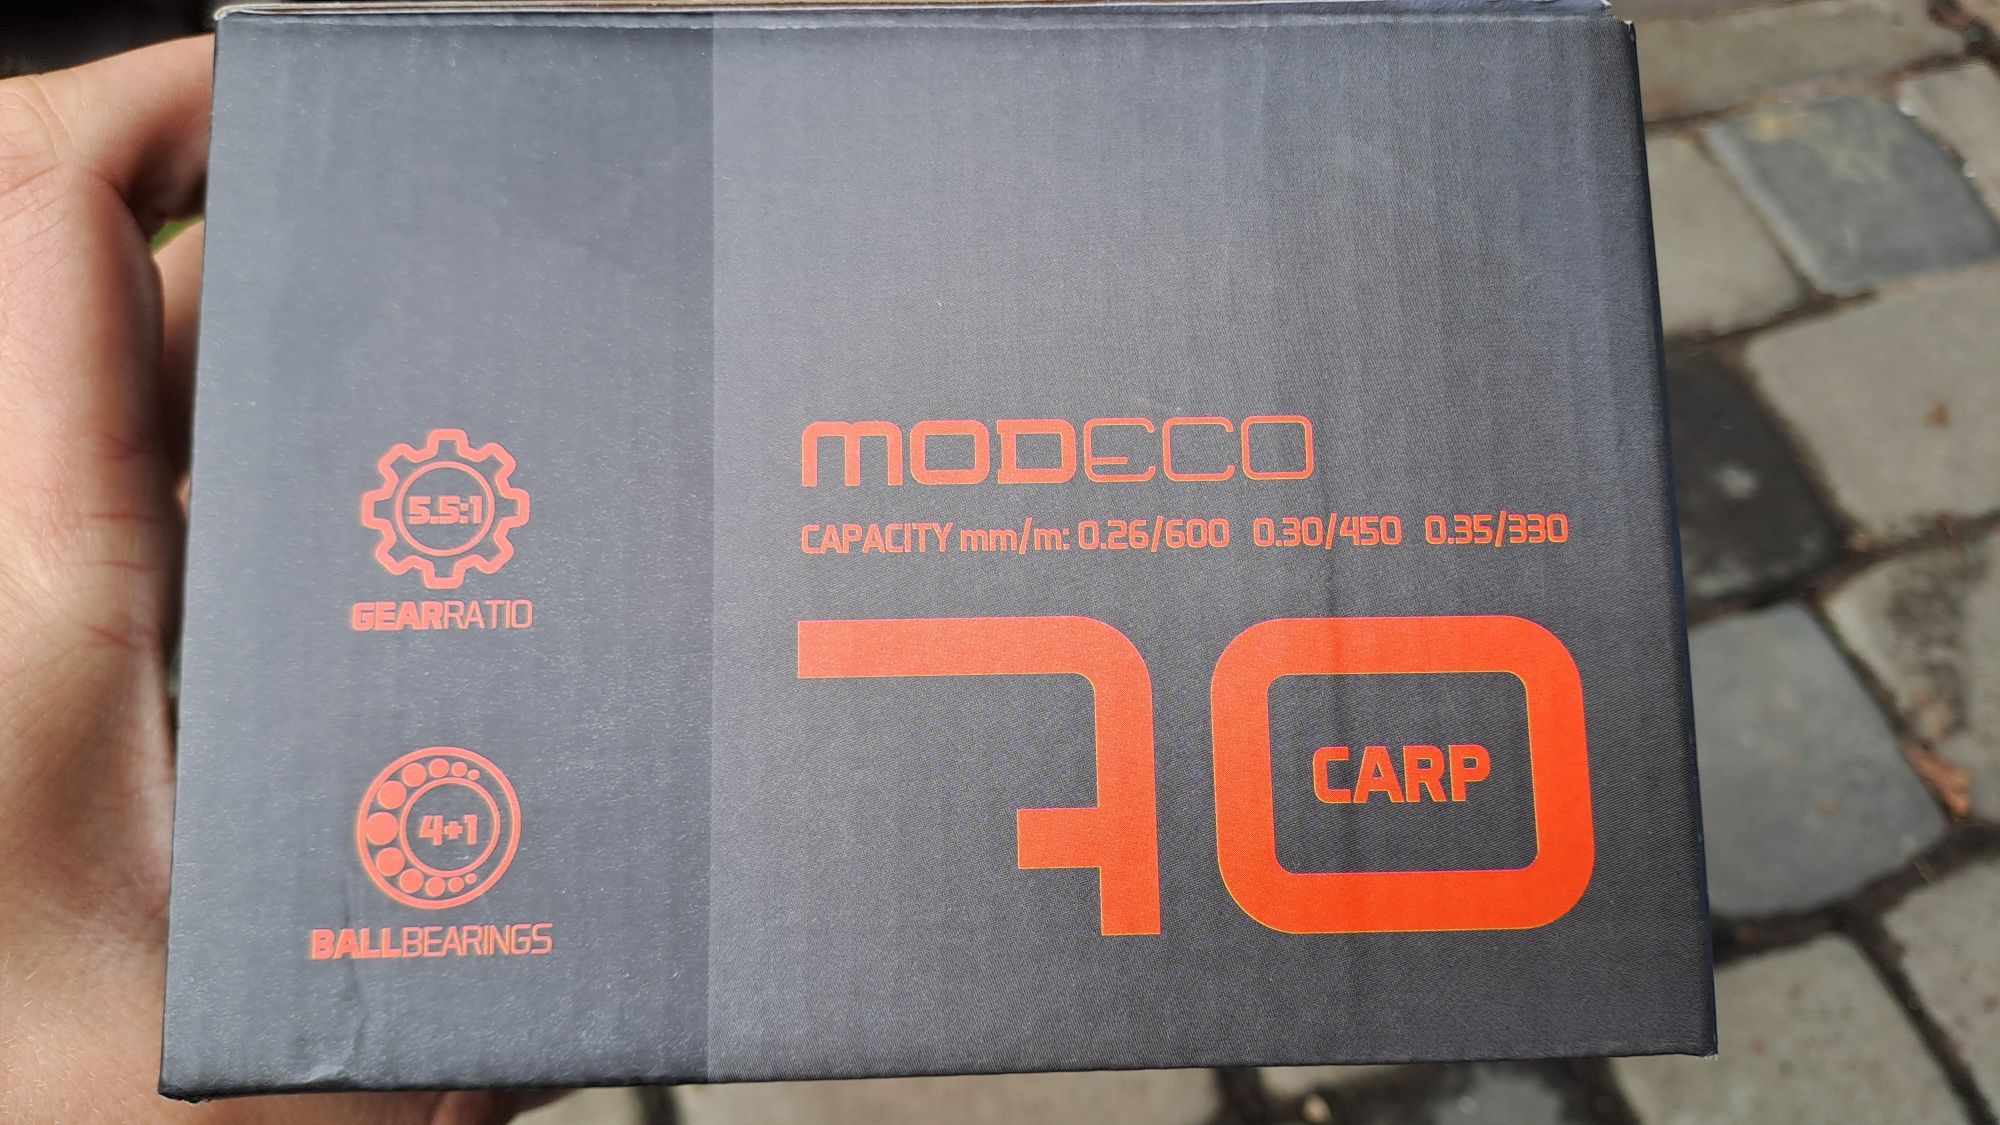 5.5:1
GEARRATIO
4+1
BALLBEARINGS
MODECO
CAPACITY mm/m: 0.26/600 0.30/450 0.35/330
70
CARP